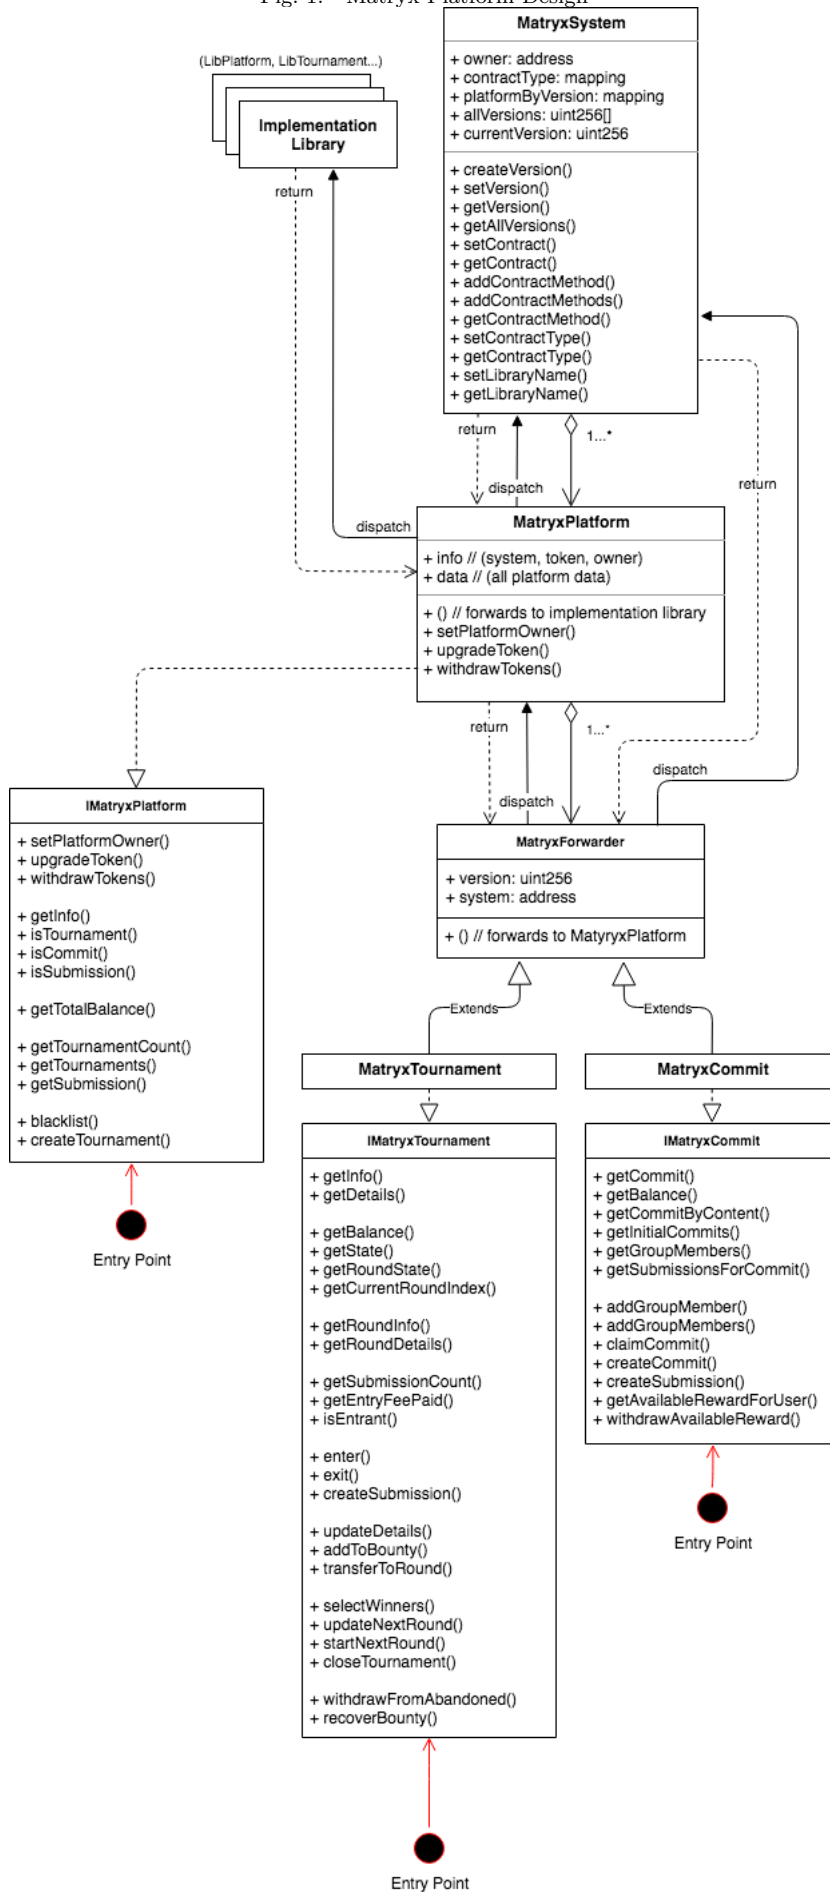 Fig. 1. Matryx Platform Design
MatryxSystem
+ owner: address
+ contractType: mapping
+ platformByVersion: mapping
+ allVersions: uint256[]
+ currentVersion: uint256
+ createVersion()
+ setVersion()
+ getVersion()
+ getAllVersions()
+ setContract()
+ getContract()
+ addContractMethod()
+ addContractMethods()
+ getContractMethod()
+ setContractType()
+ getContractType()
+ setLibraryName()
+ getLibraryName()
(LibPlatform, LibTournament...)
Implementation
Library
return
return
1...*
dispatch
return
dispatch
MatryxPlatform
+ info // (system, token, owner)
+ data // (all platform data)
+ () // forwards to implementation library
+ setPlatformOwner()
+ upgradeToken()
+ withdrawTokens()
return
1...*
dispatch
dispatch
IMatryxPlatform
+ setPlatformOwner()
+ upgradeToken()
+ withdrawTokens()
+ getInfo()
+ isTournament()
+ isCommit()
+ isSubmission()
+ getTotalBalance()
+ getTournamentCount()
+ getTournaments()
+ getSubmission()
+ blacklist()
+ createTournament()
Entry Point
MatryxForwarder
+ version: uint256
+ system: address
+ () // forwards to MatyryxPlatform
Extends
Extends
MatryxTournament
MatryxCommit
IMatryxTournament
+ getInfo()
+ getDetails()
+ getBalance()
+ getState()
+ getRoundState()
+ getCurrentRoundIndex()
+ getRoundInfo()
+ getRoundDetails()
+ getSubmissionCount()
+ getEntryFeePaid()
+ isEntrant()
+ enter()
+ exit()
+ createSubmission()
+ updateDetails()
+ addToBounty()
+ transferToRound()
+ selectWinners()
+ updateNextRound()
+ startNextRound()
+ closeTournament()
+ withdrawFromAbandoned()
+ recoverBounty()
Entry Point
IMatryxCommit
+ getCommit()
+ getBalance()
+ getCommitByContent()
+ getInitialCommits()
+ getGroupMembers()
+ getSubmissionsForCommit()
+ addGroupMember()
+ addGroupMembers()
+ claimCommit()
+ createCommit()
+ createSubmission()
+ getAvailableRewardForUser()
+ withdrawAvailableReward()
Entry Point